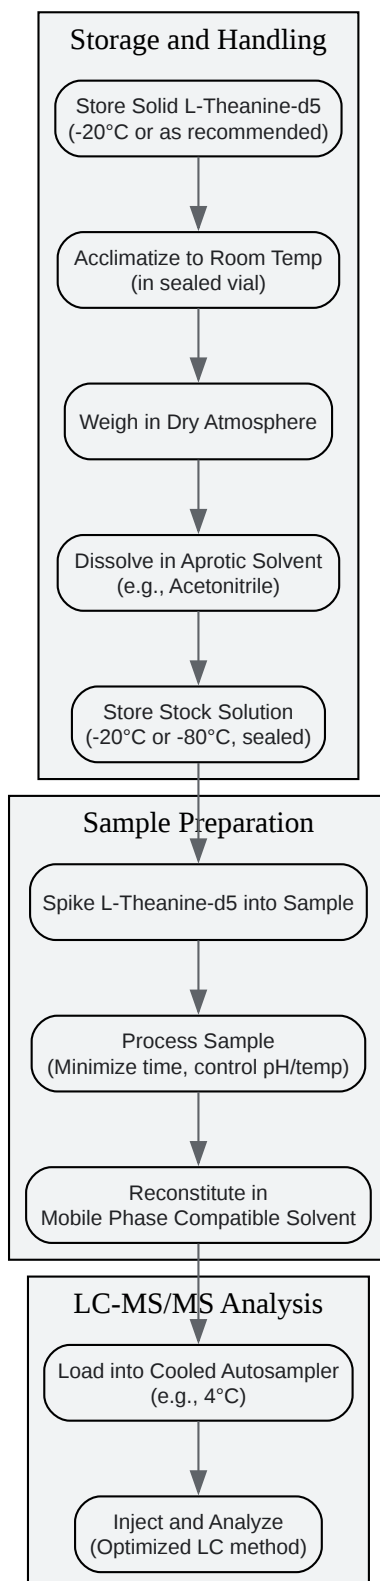 Storage and Handling
Store Solid L-Theanine-d5
(-20°C or as recommended)
Acclimatize to Room Temp
(in sealed vial)
Weigh in Dry Atmosphere
Dissolve in Aprotic Solvent
(e.g., Acetonitrile)
Store Stock Solution
(-20°C or -80°C, sealed)
Sample Preparation
Spike L-Theanine-d5 into Sample
Process Sample
(Minimize time, control pH/temp)
Reconstitute in
Mobile Phase Compatible Solvent
LC-MS/MS Analysis
Load into Cooled Autosampler
(e.g., 4°C)
Inject and Analyze
(Optimized LC method)